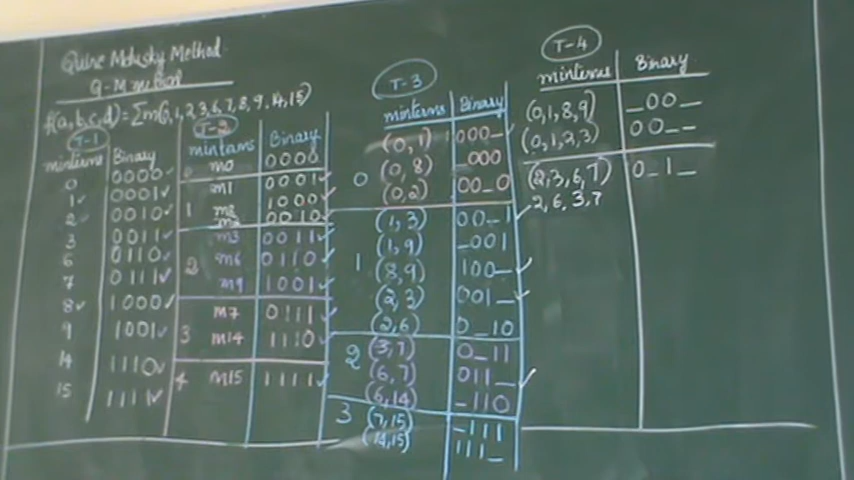 Quine Mclusky Method
Q-M method
f(a,b,c,d) = ∑m(0,1,2,3,6,7,8,9,14,15)
T-1
minterms Binary
0 0000 ✓
1 ✓ 0001 ✓
2 ✓ 0010 ✓
3 0011 ✓
6 0110 ✓
7 0111 ✓
8 ✓ 1000 ✓
9 1001 ✓
14 1110 ✓
15 1111 ✓
T-2
minterms Binary
m0 0000
m1 0001 ✓
1 m8 1000 ✓
m2 0010 ✓
m3 0011 ✓
2 m6 0110 ✓
m9 1001 ✓
m7 0111 ✓
3 m14 1110 ✓
4 m15 1111 ✓
T-3
minterms Binary
(0,1) 000_ ✓
0 (0,8) _000
(0,2) 00_0
(1,3) 00_1 ✓
(1,9) _001
1 (8,9) 100_ ✓
(2,3) 001_ ✓
(2,6) 0_10
2 (3,7) 0_11
(6,7) 011_ ✓
(6,14) _110
3 (7,15) _111
(14,15) 111_
T-4
minterms Binary
(0,1,8,9) _00_
(0,1,2,3) 00__
(2,3,6,7) 0_1_
2,6,3,7